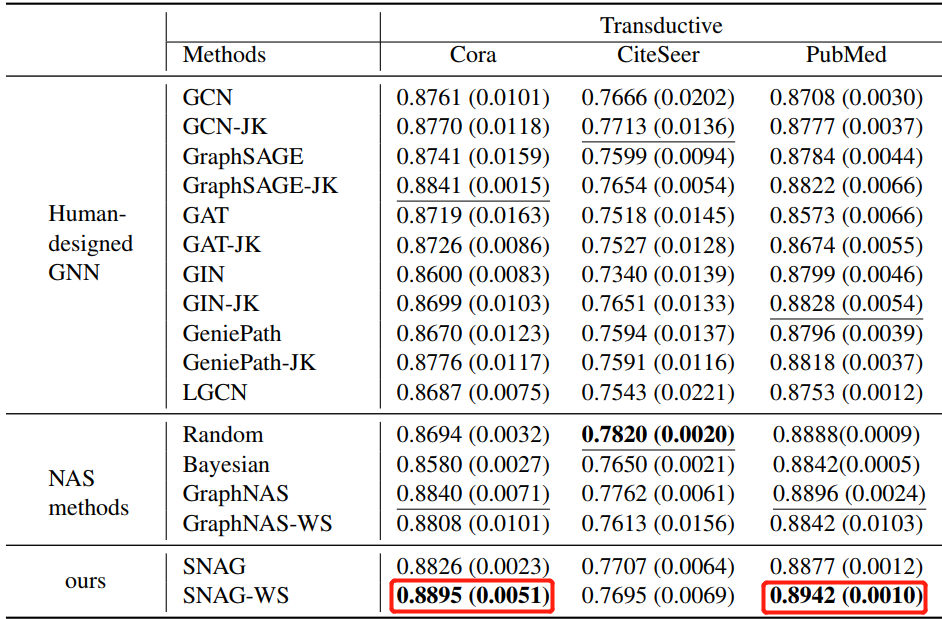 Transductive
Methods Cora CiteSeer PubMed
GCN 0.8761 (0.0101) 0.7666 (0.0202) 0.8708 (0.0030)
GCN-JK 0.8770 (0.0118) 0.7713 (0.0136) 0.8777 (0.0037)
GraphSAGE 0.8741 (0.0159) 0.7599 (0.0094) 0.8784 (0.0044)
GraphSAGE-JK 0.8841 (0.0015) 0.7654 (0.0054) 0.8822 (0.0066)
Human- GAT 0.8719 (0.0163) 0.7518 (0.0145) 0.8573 (0.0066)
designed GAT-JK 0.8726 (0.0086) 0.7527 (0.0128) 0.8674 (0.0055)
GNN GIN 0.8600 (0.0083) 0.7340 (0.0139) 0.8799 (0.0046)
GIN-JK 0.8699 (0.0103) 0.7651 (0.0133) 0.8828 (0.0054)
GeniePath 0.8670 (0.0123) 0.7594 (0.0137) 0.8796 (0.0039)
GeniePath-JK 0.8776 (0.0117) 0.7591 (0.0116) 0.8818 (0.0037)
LGCN 0.8687 (0.0075) 0.7543 (0.0221) 0.8753 (0.0012)
Random 0.8694 (0.0032) 0.7820 (0.0020) 0.8888(0.0009)
NAS Bayesian 0.8580 (0.0027) 0.7650 (0.0021) 0.8842(0.0005)
methods GraphNAS 0.8840 (0.0071) 0.7762 (0.0061) 0.8896 (0.0024)
GraphNAS-WS 0.8808 (0.0101) 0.7613 (0.0156) 0.8842 (0.0103)
ours SNAG 0.8826 (0.0023) 0.7707 (0.0064) 0.8877 (0.0012)
SNAG-WS 0.8895 (0.0051) 0.7695 (0.0069) 0.8942 (0.0010)